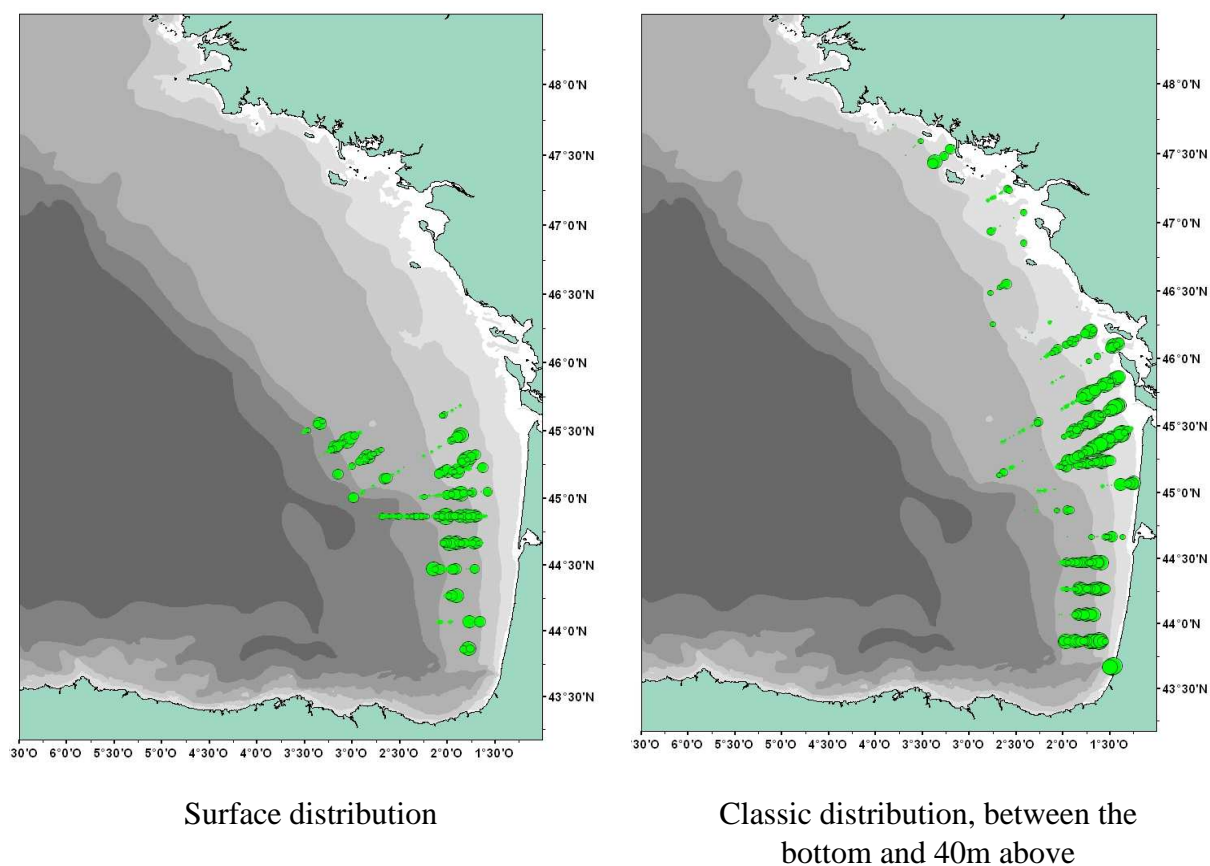 48°0'N
47°30'N
47°0'N
46°30'N
46°0'N
45°30'N
45°0'N
44°30'N
44°0'N
43°30'N
30'O 6°0'O 5°30'O 5°0'O 4°30'O 4°0'O 3°30'O 3°0'O 2°30'O 2°0'O 1°30'O
Surface distribution
48°0'N
47°30'N
47°0'N
46°30'N
46°0'N
45°30'N
45°0'N
44°30'N
44°0'N
43°30'N
30'O 6°0'O 5°30'O 5°0'O 4°30'O 4°0'O 3°30'O 3°0'O 2°30'O 2°0'O 1°30'O
Classic distribution, between the
bottom and 40m above